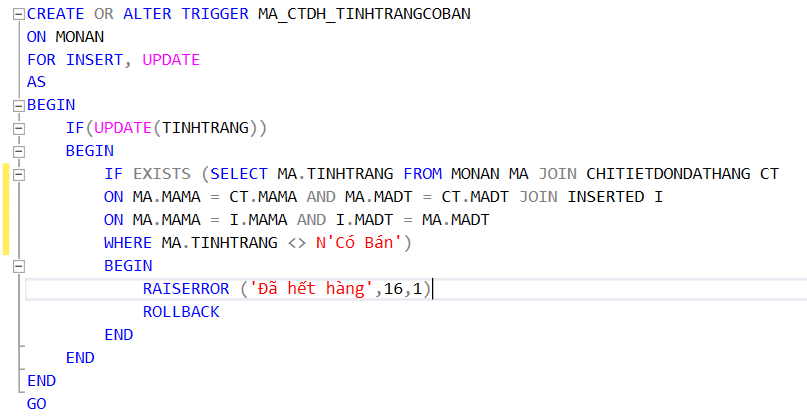 CREATE OR ALTER TRIGGER MA_CTDH_TINHTRANGCOBAN
ON MONAN
FOR INSERT, UPDATE
AS
BEGIN
    IF(UPDATE(TINHTRANG))
    BEGIN
        IF EXISTS (SELECT MA.TINHTRANG FROM MONAN MA JOIN CHITIETDONDATHANG CT
        ON MA.MAMA = CT.MAMA AND MA.MADT = CT.MADT JOIN INSERTED I
        ON MA.MAMA = I.MAMA AND I.MADT = MA.MADT
        WHERE MA.TINHTRANG <> N'Có Bán')
        BEGIN
            RAISERROR ('Đã hết hàng',16,1)
            ROLLBACK
        END
    END
END
GO